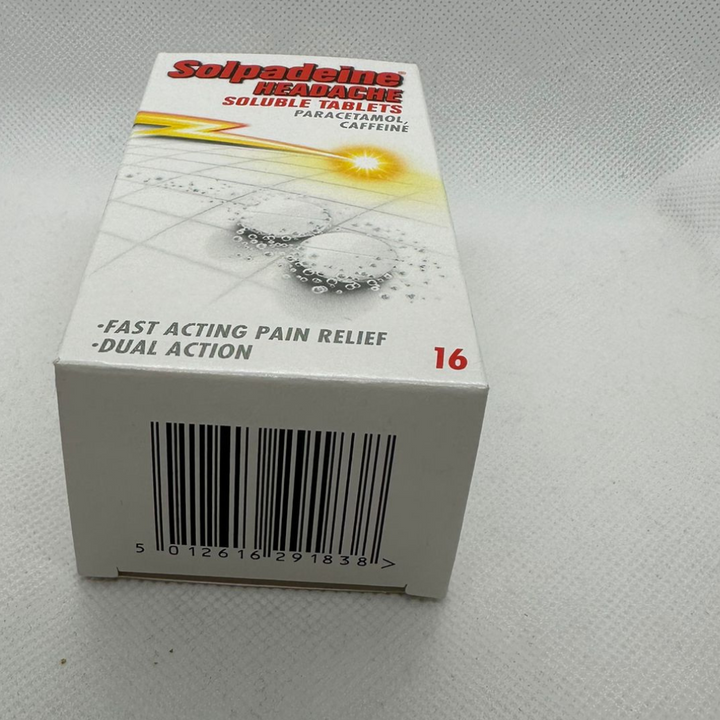 Solpadeine
HEADACHE
SOLUBLE TABLETS
PARACETAMOL,
CAFFEINE
•FAST ACTING PAIN RELIEF
•DUAL ACTION
16
5 012616 291838 >